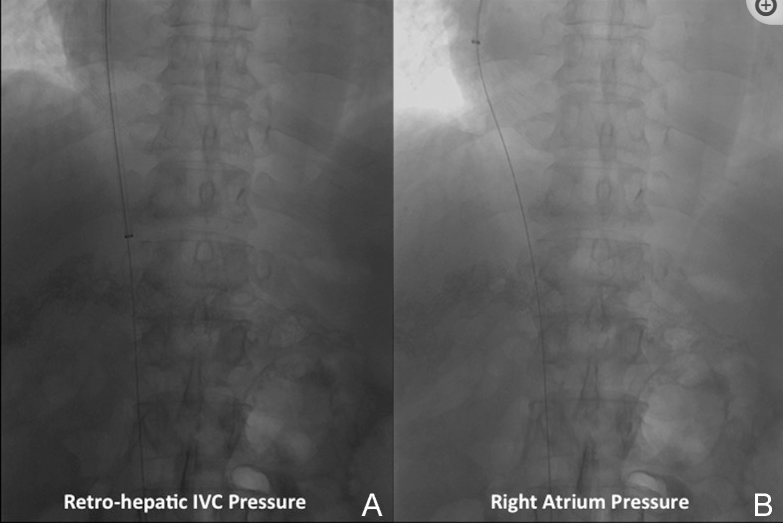 Retro-hepatic IVC Pressure
A
Right Atrium Pressure
B